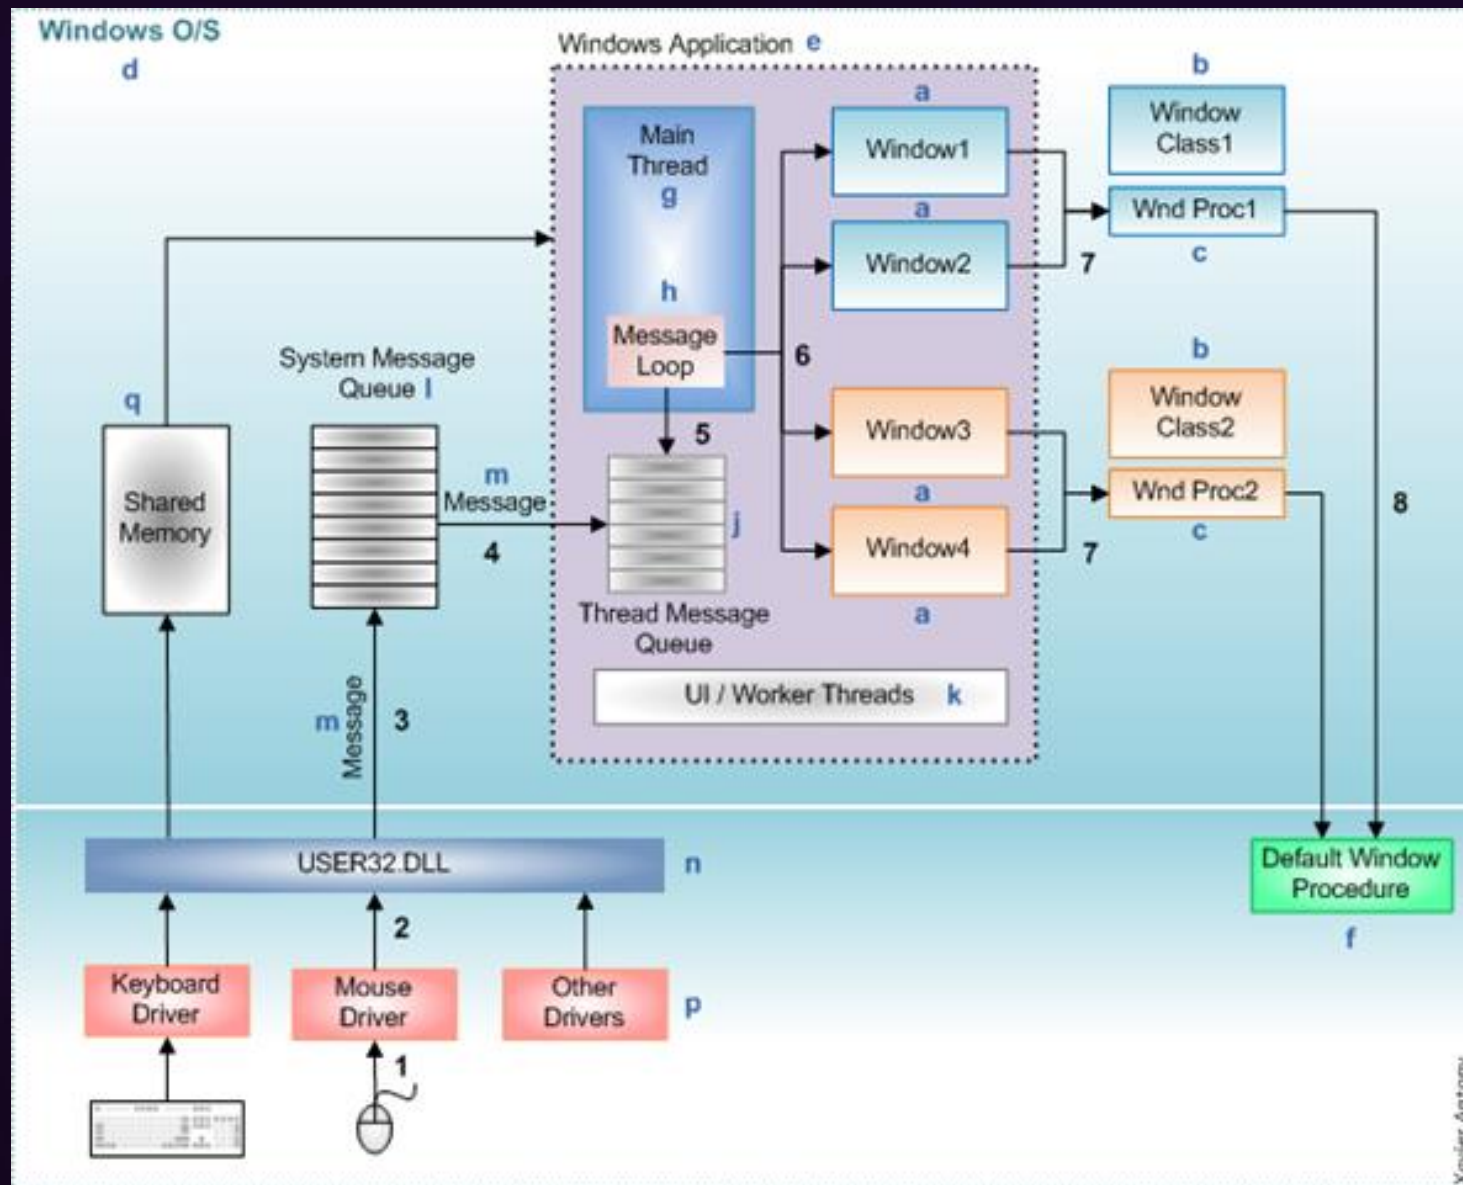 Windows O/S
d
Windows Application e
Main
Thread
g
h
Message
Loop
a
Window1
a
Window2
6
Window3
a
Window4
a
b
Window
Class1
Wnd Proc1
c
7
b
Window
Class2
Wnd Proc2
c
7
8
q
Shared
Memory
System Message
Queue l
m
Message
4
5
j
Thread Message
Queue
UI / Worker Threads k
m
Message
3
USER32.DLL n
2
Keyboard
Driver
Mouse
Driver
Other
Drivers
p
1
Default Window
Procedure
f
Xavier